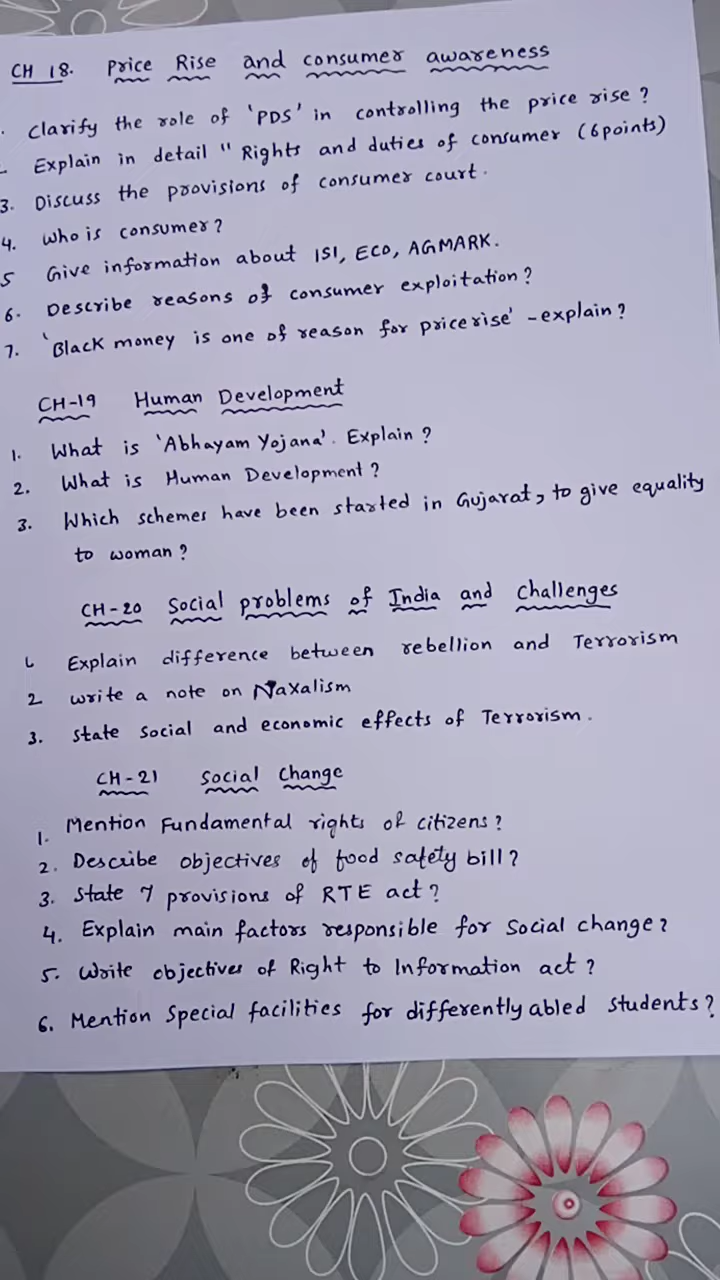 CH 18. Price Rise and consumer awareness
. Clarify the role of 'PDS' in controlling the price rise?
Explain in detail " Rights and duties of consumer (6 points)
3. Discuss the provisions of consumer court.
4. Who is consumer?
5 Give information about ISI, ECO, AGMARK.
6. Describe reasons of consumer exploitation?
7. 'Black money is one of reason for price rise' - explain?
CH-19 Human Development
1. What is 'Abhayam Yojana'. Explain?
2. What is Human Development?
3. Which schemes have been started in Gujarat, to give equality
to woman?
CH-20 Social problems of India and Challenges
Explain difference between rebellion and Terrorism
2 write a note on Naxalism
3. State Social and economic effects of Terrorism.
CH-21 Social Change
1. Mention Fundamental rights of citizens?
2. Describe objectives of food safety bill?
3. State 7 provisions of RTE act?
4. Explain main factors responsible for Social change?
5. Write objectives of Right to Information act?
6. Mention Special facilities for differently abled students?